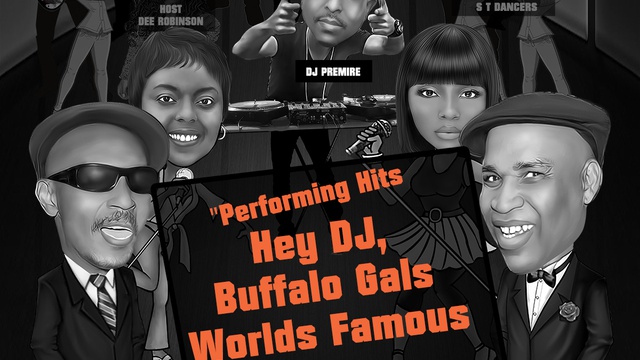 HOST
DEE ROBINSON
S T DANCERS
DJ PREMIRE
"Performing Hits
Hey DJ,
Buffalo Gals
Worlds Famous